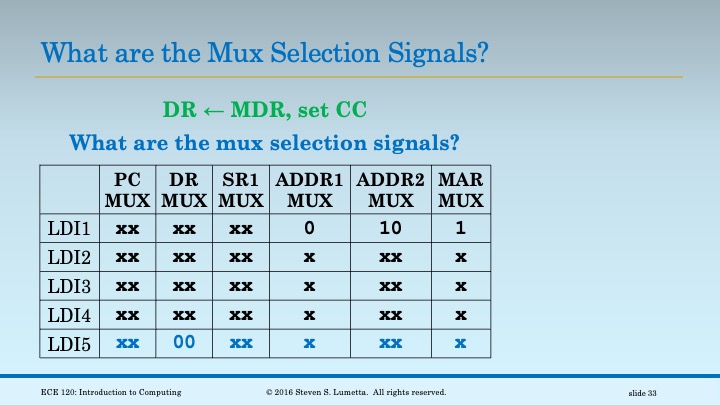 What are the Mux Selection Signals?
DR ← MDR, set CC
What are the mux selection signals?
PC MUX DR MUX SR1 MUX ADDR1 MUX ADDR2 MUX MAR MUX
LDI1 xx xx xx 0 10 1
LDI2 xx xx xx x xx x
LDI3 xx xx xx x xx x
LDI4 xx xx xx x xx x
LDI5 xx 00 xx x xx x
ECE 120: Introduction to Computing © 2016 Steven S. Lumetta. All rights reserved. slide 33